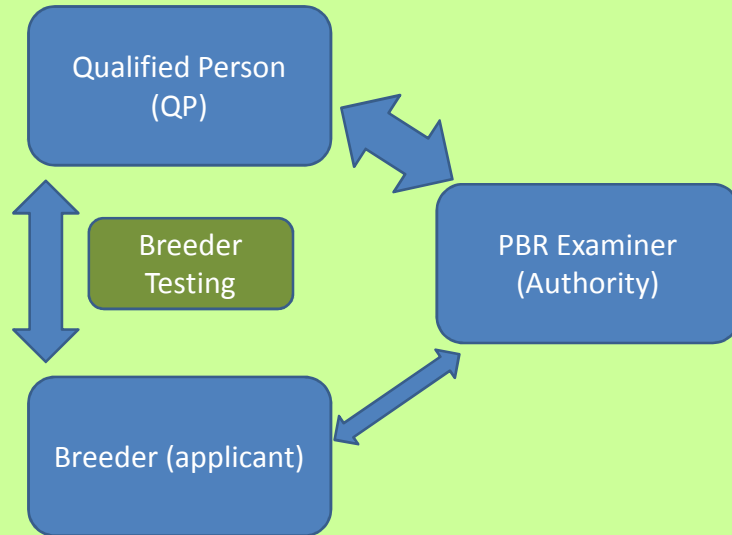 Qualified Person
(QP)
Breeder
Testing
PBR Examiner
(Authority)
Breeder (applicant)